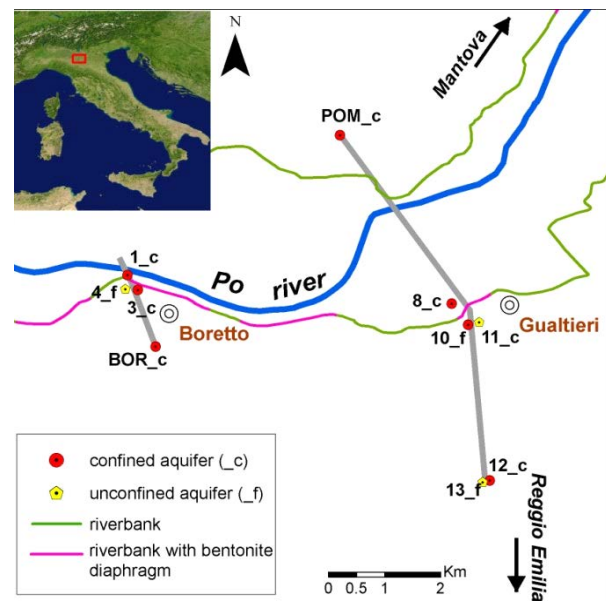 N
Mantova
POM_c
1_c
Po river
4_f
3_c
8_c
Boretto
Gualtieri
10_f 11_c
BOR_c
12_c
13_f
Reggio Emilia
confined aquifer (_c)
unconfined aquifer (_f)
riverbank
riverbank with bentonite
diaphragm
Km
0 0.5 1 2